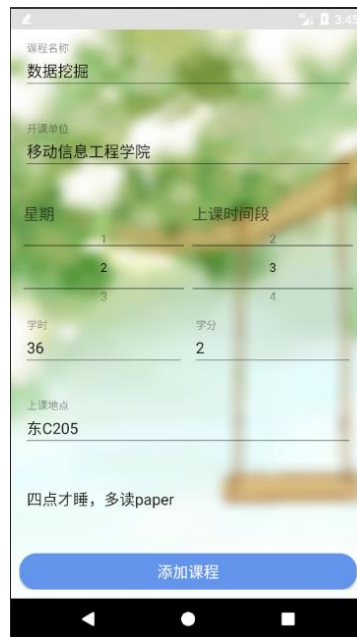 3:45
课程名称
数据挖掘
开课单位
移动信息工程学院
星期 上课时间段
1 2
2 3
3 4
学时 学分
36 2
上课地点
东C205
四点才睡，多读paper
添加课程